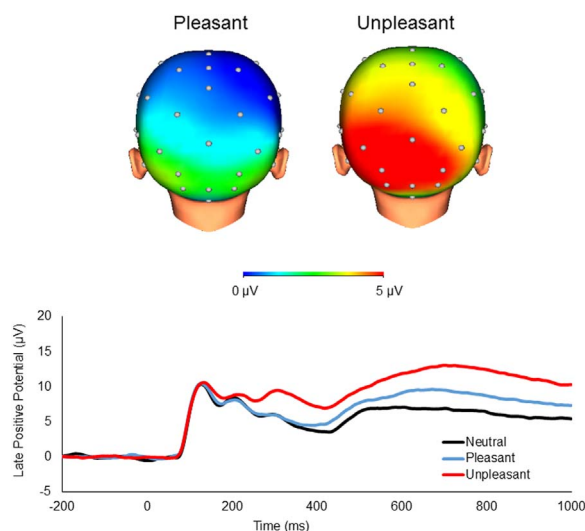 Pleasant Unpleasant
0 µV 5 µV
Late Positive Potential (µV)
20
15
10
5
0
-5
Neutral
Pleasant
Unpleasant
-200 0 200 400 600 800 1000
Time (ms)